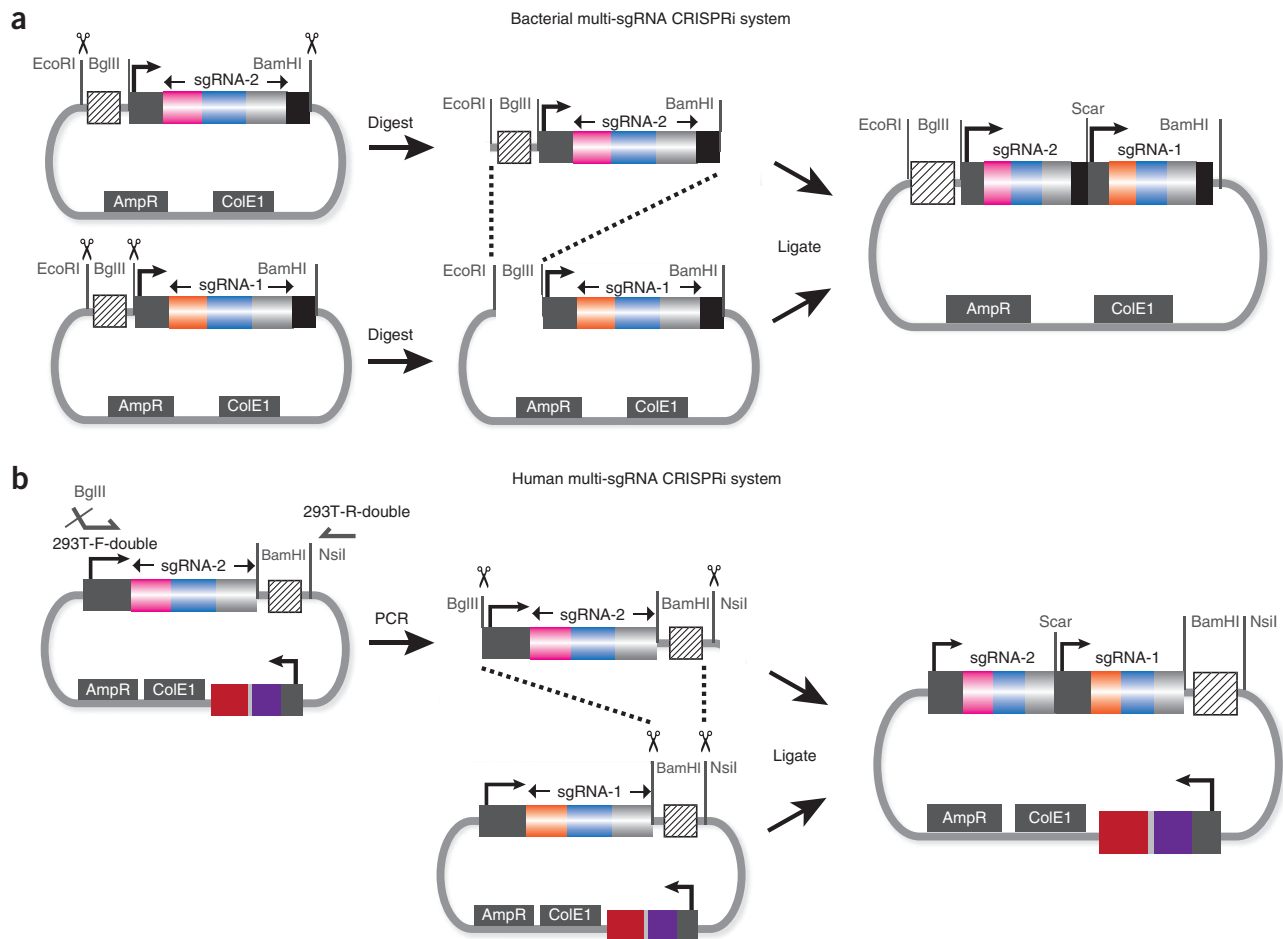 a
Bacterial multi-sgRNA CRISPRi system
EcoRI BglII BamHI
sgRNA-2
AmpR ColE1
Digest
EcoRI BglII BamHI
sgRNA-1
AmpR ColE1
Digest
EcoRI BglII BamHI
sgRNA-2
EcoRI BglII BamHI
sgRNA-1
AmpR ColE1
Ligate
EcoRI BglII Scar BamHI
sgRNA-2 sgRNA-1
AmpR ColE1
b
Human multi-sgRNA CRISPRi system
BglII
293T-F-double
293T-R-double
sgRNA-2
BamHI NsiI
AmpR ColE1
PCR
BglII BamHI NsiI
sgRNA-2
BamHI NsiI
sgRNA-1
AmpR ColE1
Ligate
Scar BamHI NsiI
sgRNA-2 sgRNA-1
AmpR ColE1